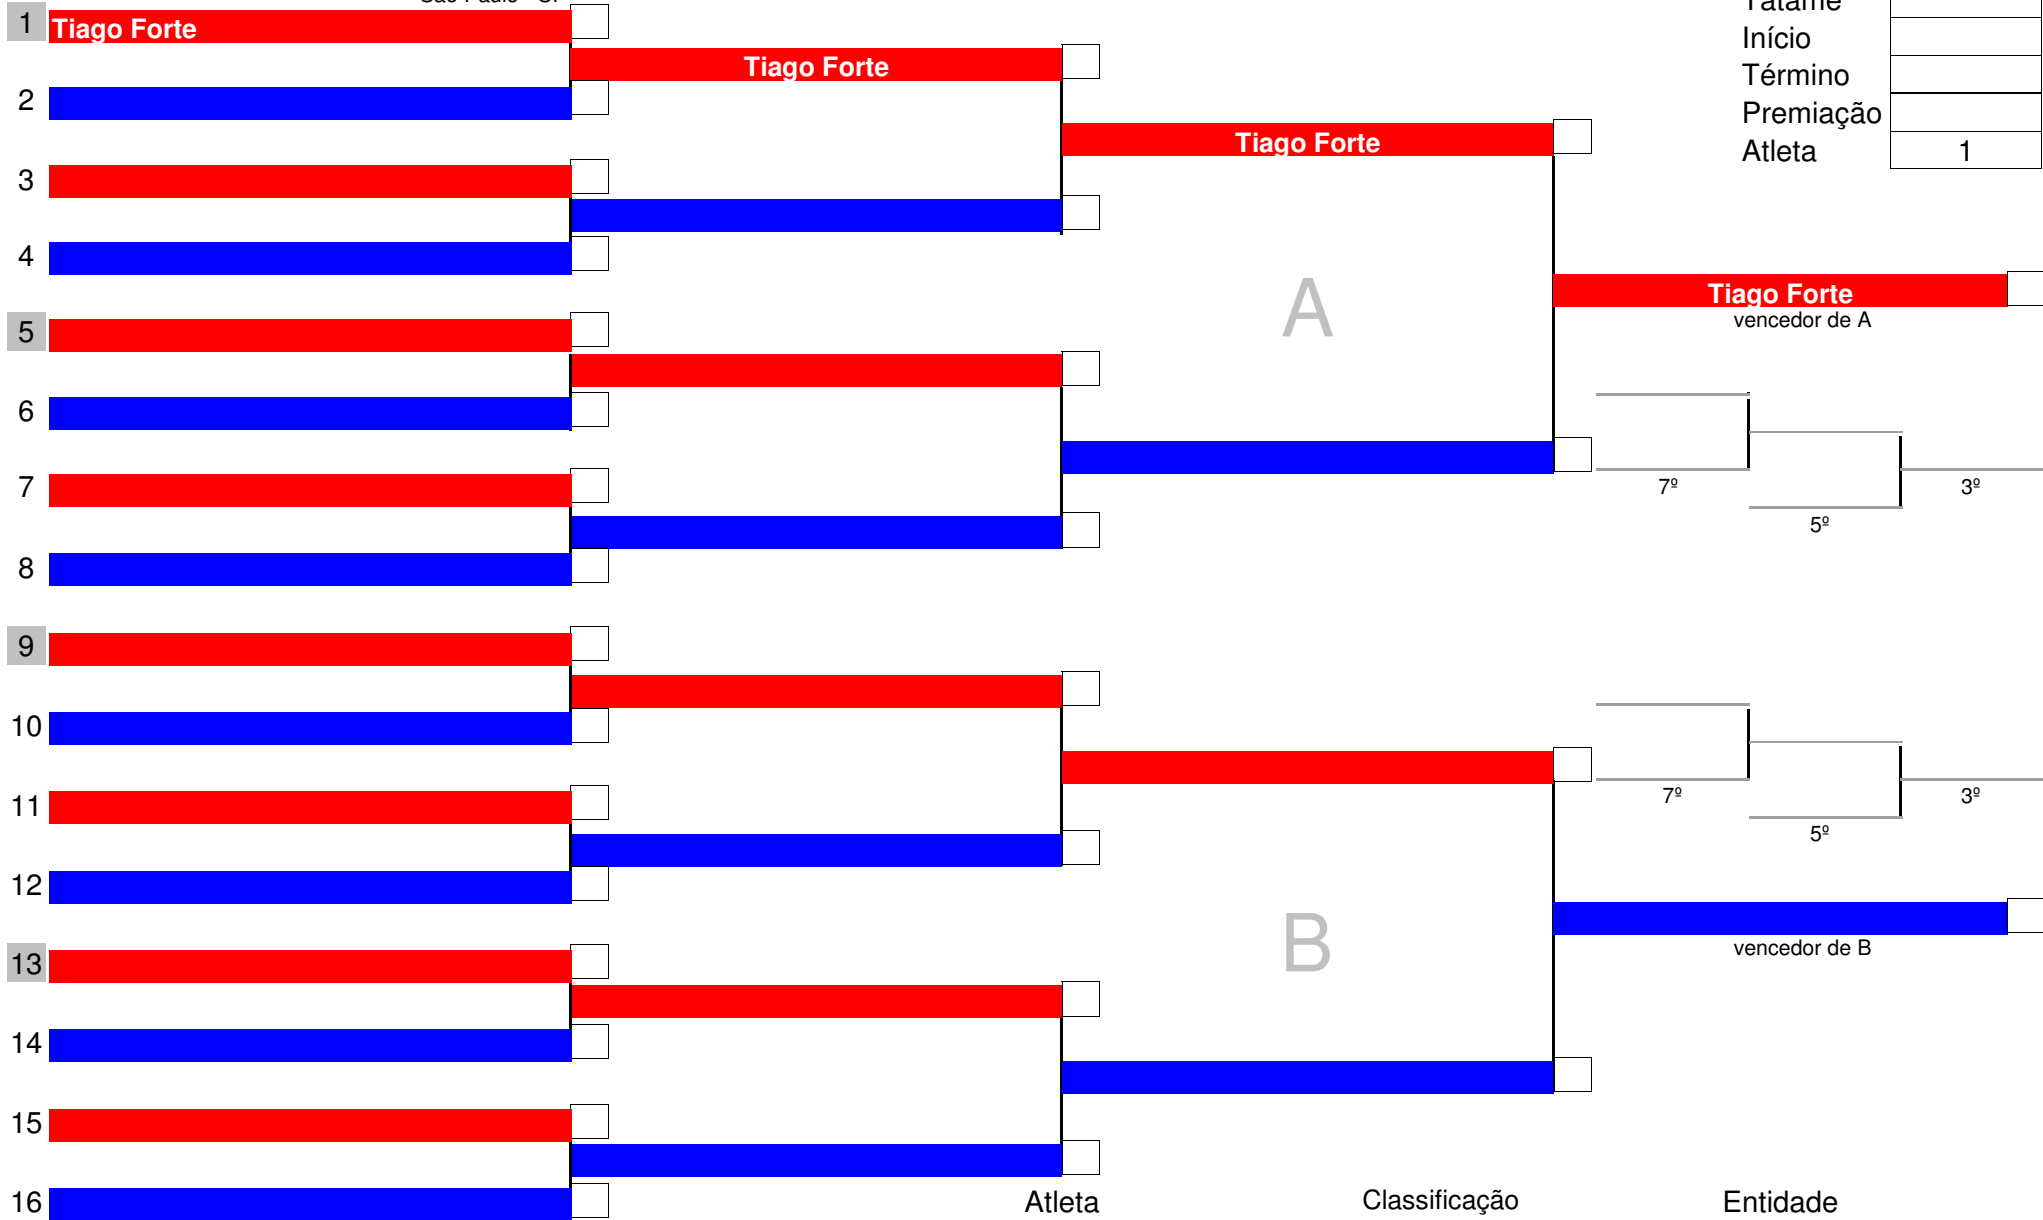 1 Tiago Forte
Tiago Forte
2
Tiago Forte
3
4
Tatame
Início
Término
Premiação
Atleta 1
A
Tiago Forte
vencedor de A
5
6
7
8
7º
5º
3º
9
10
11
12
7º
5º
3º
B
vencedor de B
13
14
15
16
Atleta Classificação Entidade